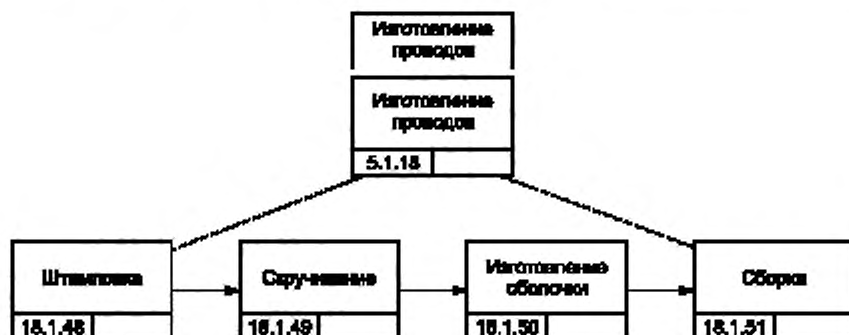 Изготовление
проводов
Изготовление
проводов
5.1.18
Штамповка
Скручивание
Изготовление
оболочки
Сборка
18.1.48
18.1.49
18.1.50
18.1.51